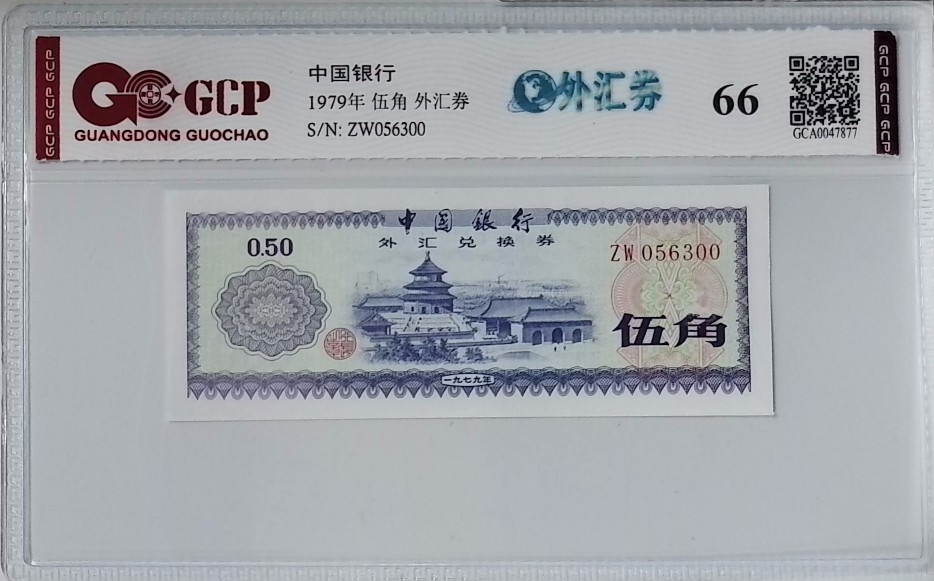 GCP GCP GCP
GCP
GUANGDONG GUOCHAO
中国银行
1979年 伍角 外汇券
S/N: ZW056300
外汇券
66
GCA0047877
GCP GCP GCP
中国銀行
外汇兑换券
0.50
ZW056300
伍角
一九七九年